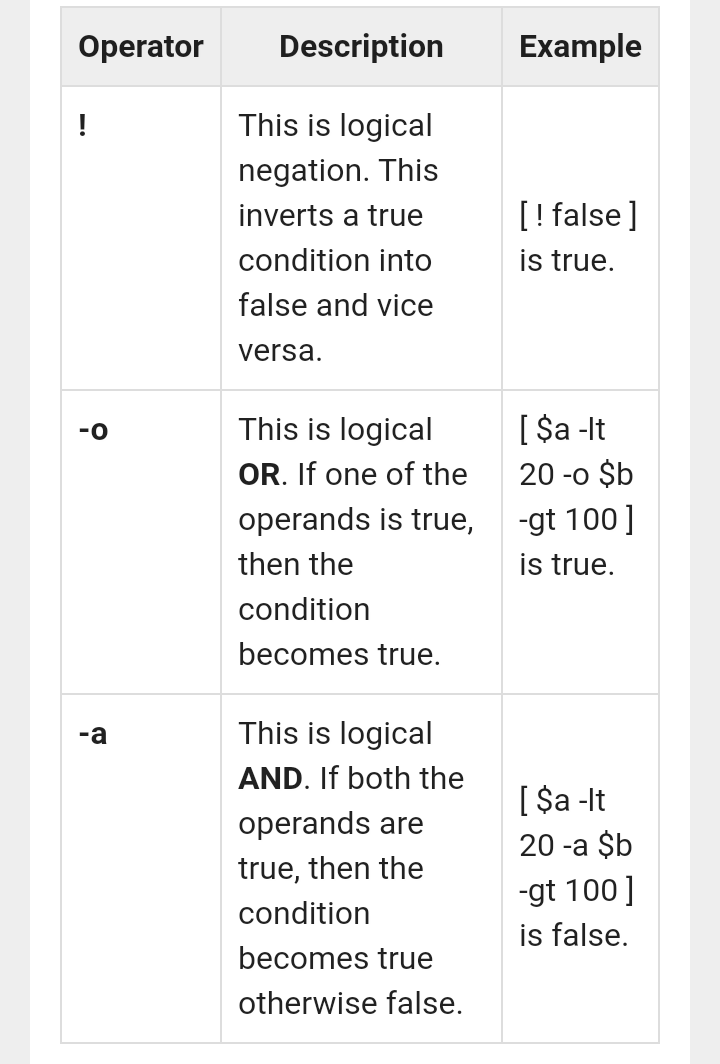 Operator Description Example
!
This is logical
negation. This
inverts a true
condition into
false and vice
versa.
[ ! false ]
is true.
-o
This is logical
OR. If one of the
operands is true,
then the
condition
becomes true.
[ $a -lt
20 -o $b
-gt 100 ]
is true.
-a
This is logical
AND. If both the
operands are
true, then the
condition
becomes true
otherwise false.
[ $a -lt
20 -a $b
-gt 100 ]
is false.